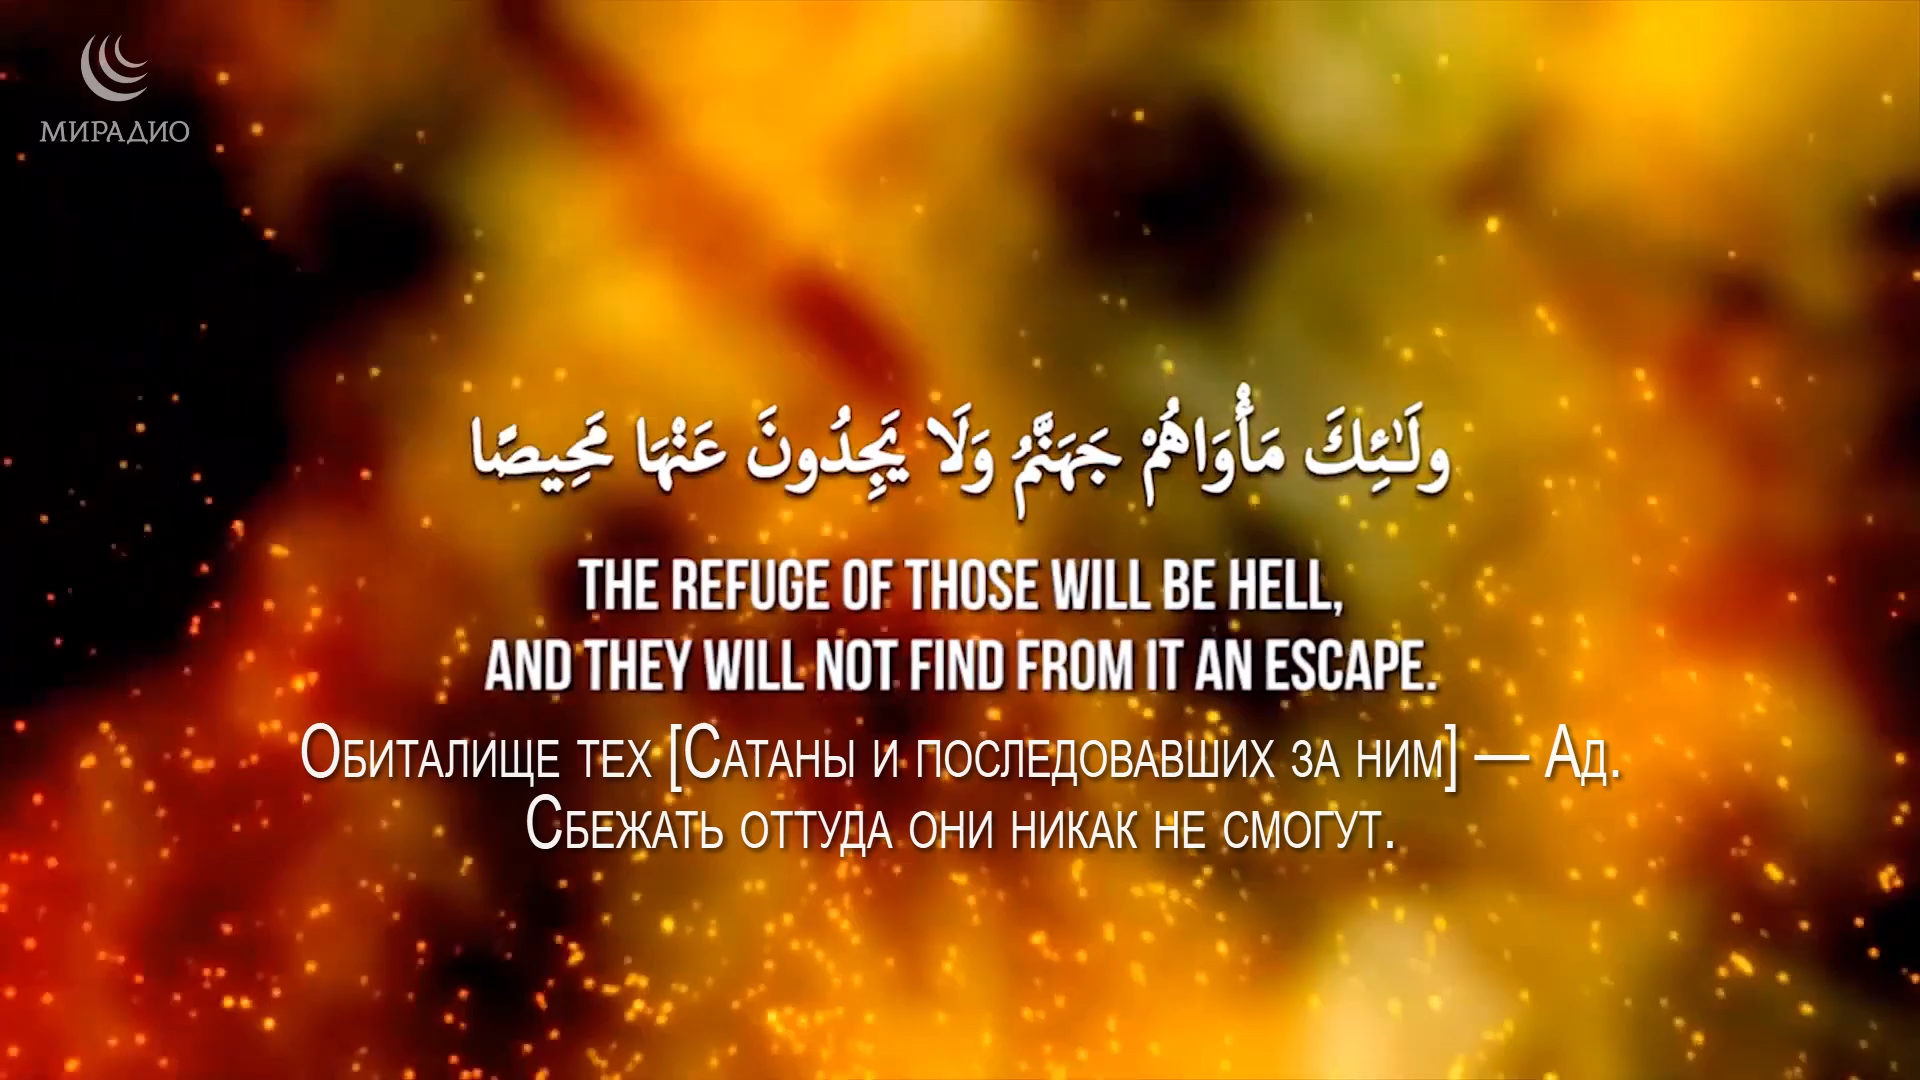 МИРАДИО
ولَـٰئِكَ مَأْوَاهُمْ جَهَنَّمُ وَلَا يَجِدُونَ عَنْهَا مَحِيصًا
THE REFUGE OF THOSE WILL BE HELL,
AND THEY WILL NOT FIND FROM IT AN ESCAPE.
Обиталище тех [Сатаны и последовавших за ним] — Ад.
Сбежать оттуда они никак не смогут.